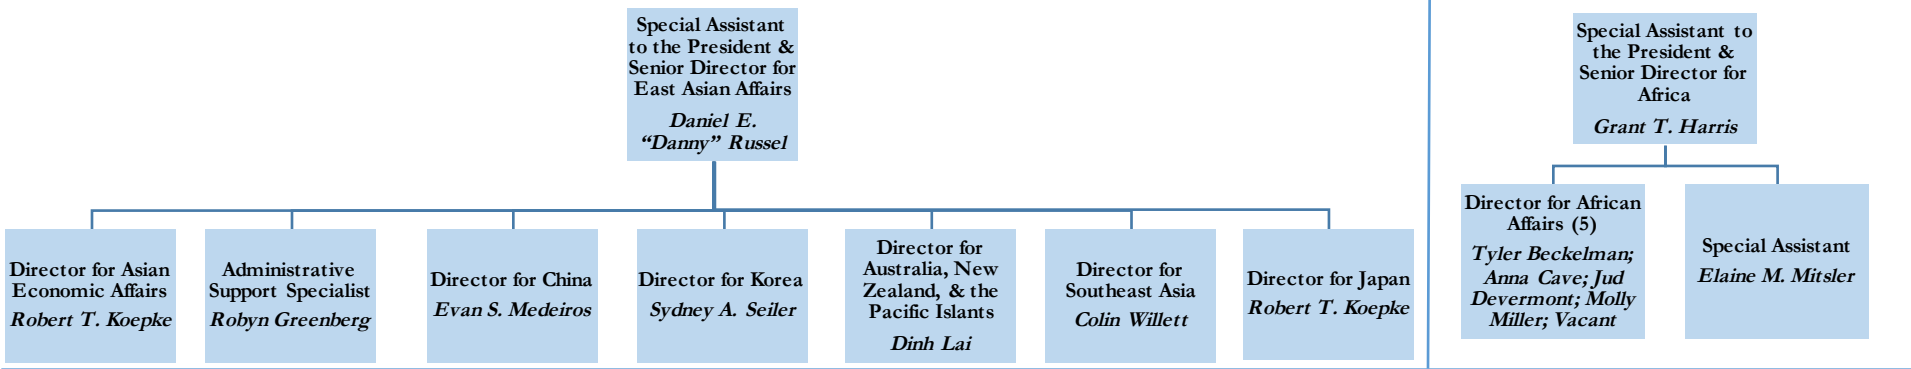 Special Assistant
to the President &
Senior Director for
East Asian Affairs
Daniel E.
“Danny” Russel
Director for Asian
Economic Affairs
Robert T. Koepke
Administrative
Support Specialist
Robyn Greenberg
Director for China
Evan S. Medeiros
Director for Korea
Sydney A. Seiler
Director for
Australia, New
Zealand, & the
Pacific Islants
Dinh Lai
Director for
Southeast Asia
Colin Willett
Director for Japan
Robert T. Koepke
Special Assistant to
the President &
Senior Director for
Africa
Grant T. Harris
Director for African
Affairs (5)
Tyler Beckelman;
Anna Cave; Jud
Devermont; Molly
Miller; Vacant
Special Assistant
Elaine M. Mitsler